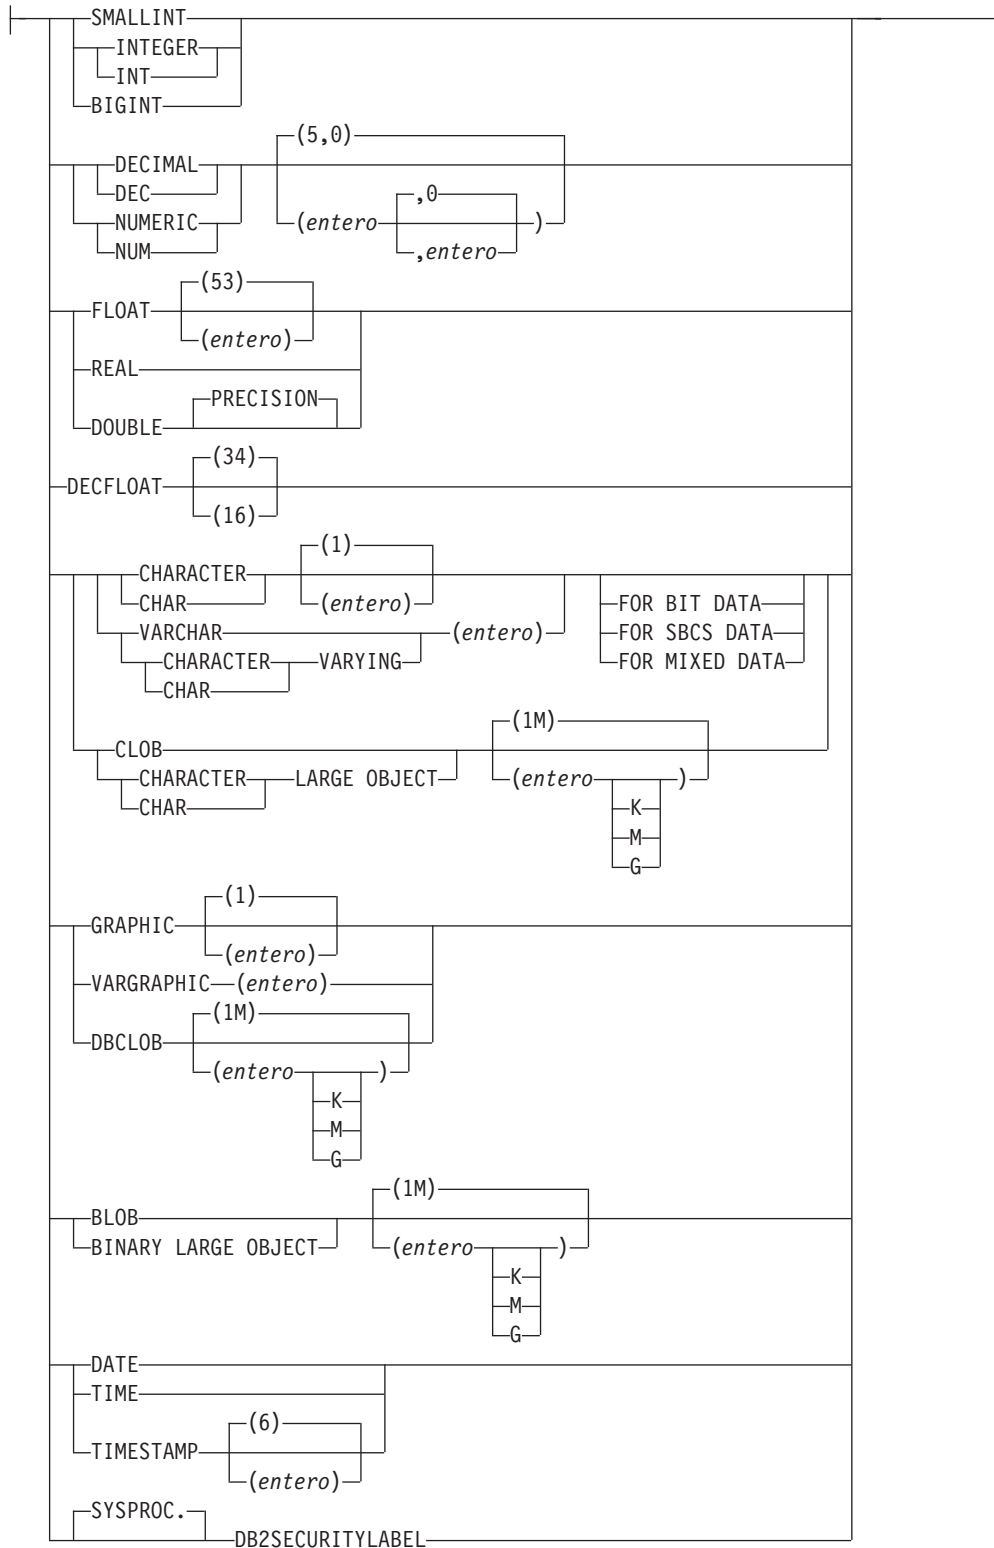 SMALLINT
INTEGER
INT
BIGINT
(5,0)
DECIMAL
DEC
,0
NUMERIC
(entero
)
NUM
,entero
(53)
FLOAT
(entero)
REAL
PRECISION
DOUBLE
(34)
DECFLOAT
(16)
(1)
CHARACTER
CHAR
(entero)
FOR BIT DATA
VARCHAR
(entero)
FOR SBCS DATA
CHARACTER
VARYING
FOR MIXED DATA
CHAR
(1M)
CLOB
CHARACTER
LARGE OBJECT
(entero
)
CHAR
K
M
G
(1)
GRAPHIC
(entero)
VARGRAPHIC
(entero)
(1M)
DBCLOB
(entero
)
K
M
G
(1M)
BLOB
BINARY LARGE OBJECT
(entero
)
K
M
G
DATE
TIME
(6)
TIMESTAMP
(entero)
SYSPROC.
DB2SECURITYLABEL